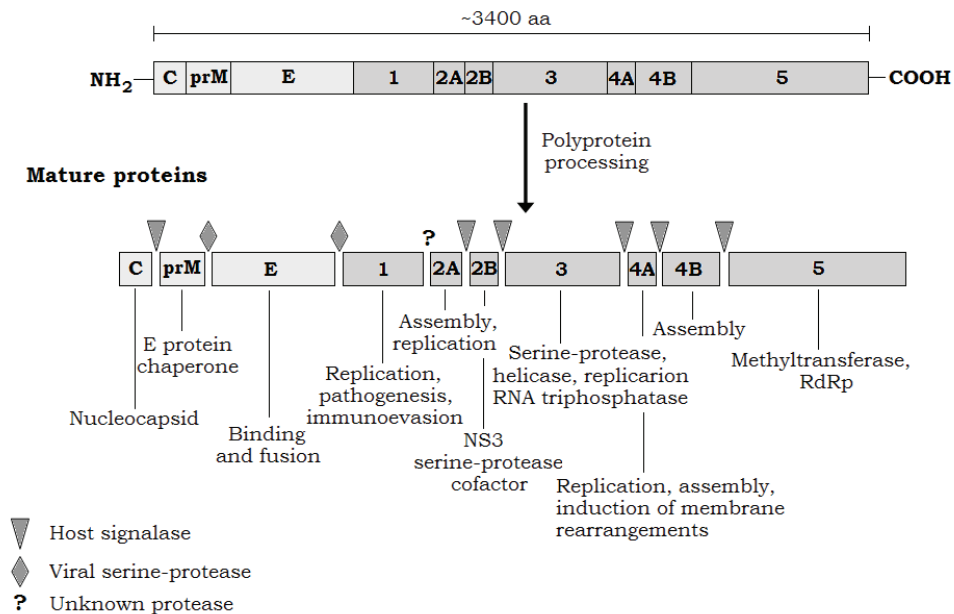 ~3400 aa
NH2 C prM E 1 2A 2B 3 4A 4B 5 COOH
Polyprotein
processing
Mature proteins
?
C prM E 1 2A 2B 3 4A 4B 5
Nucleocapsid
E protein
chaperone
Binding
and fusion
Replication,
pathogenesis,
immunoevasion
Assembly,
replication
NS3
serine-protease
cofactor
Serine-protease,
helicase, replicarion
RNA triphosphatase
Replication, assembly,
induction of membrane
rearrangements
Assembly
Methyltransferase,
RdRp
Host signalase
Viral serine-protease
? Unknown protease